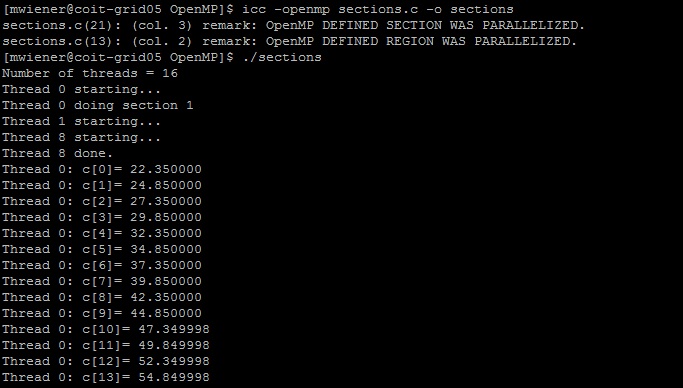 [mwiener@coit-grid05 OpenMP]$ icc -openmp sections.c -o sections
sections.c(21): (col. 3) remark: OpenMP DEFINED SECTION WAS PARALLELIZED.
sections.c(13): (col. 2) remark: OpenMP DEFINED REGION WAS PARALLELIZED.
[mwiener@coit-grid05 OpenMP]$ ./sections
Number of threads = 16
Thread 0 starting...
Thread 0 doing section 1
Thread 1 starting...
Thread 8 starting...
Thread 8 done.
Thread 0: c[0]= 22.350000
Thread 0: c[1]= 24.850000
Thread 0: c[2]= 27.350000
Thread 0: c[3]= 29.850000
Thread 0: c[4]= 32.350000
Thread 0: c[5]= 34.850000
Thread 0: c[6]= 37.350000
Thread 0: c[7]= 39.850000
Thread 0: c[8]= 42.350000
Thread 0: c[9]= 44.850000
Thread 0: c[10]= 47.349998
Thread 0: c[11]= 49.849998
Thread 0: c[12]= 52.349998
Thread 0: c[13]= 54.849998